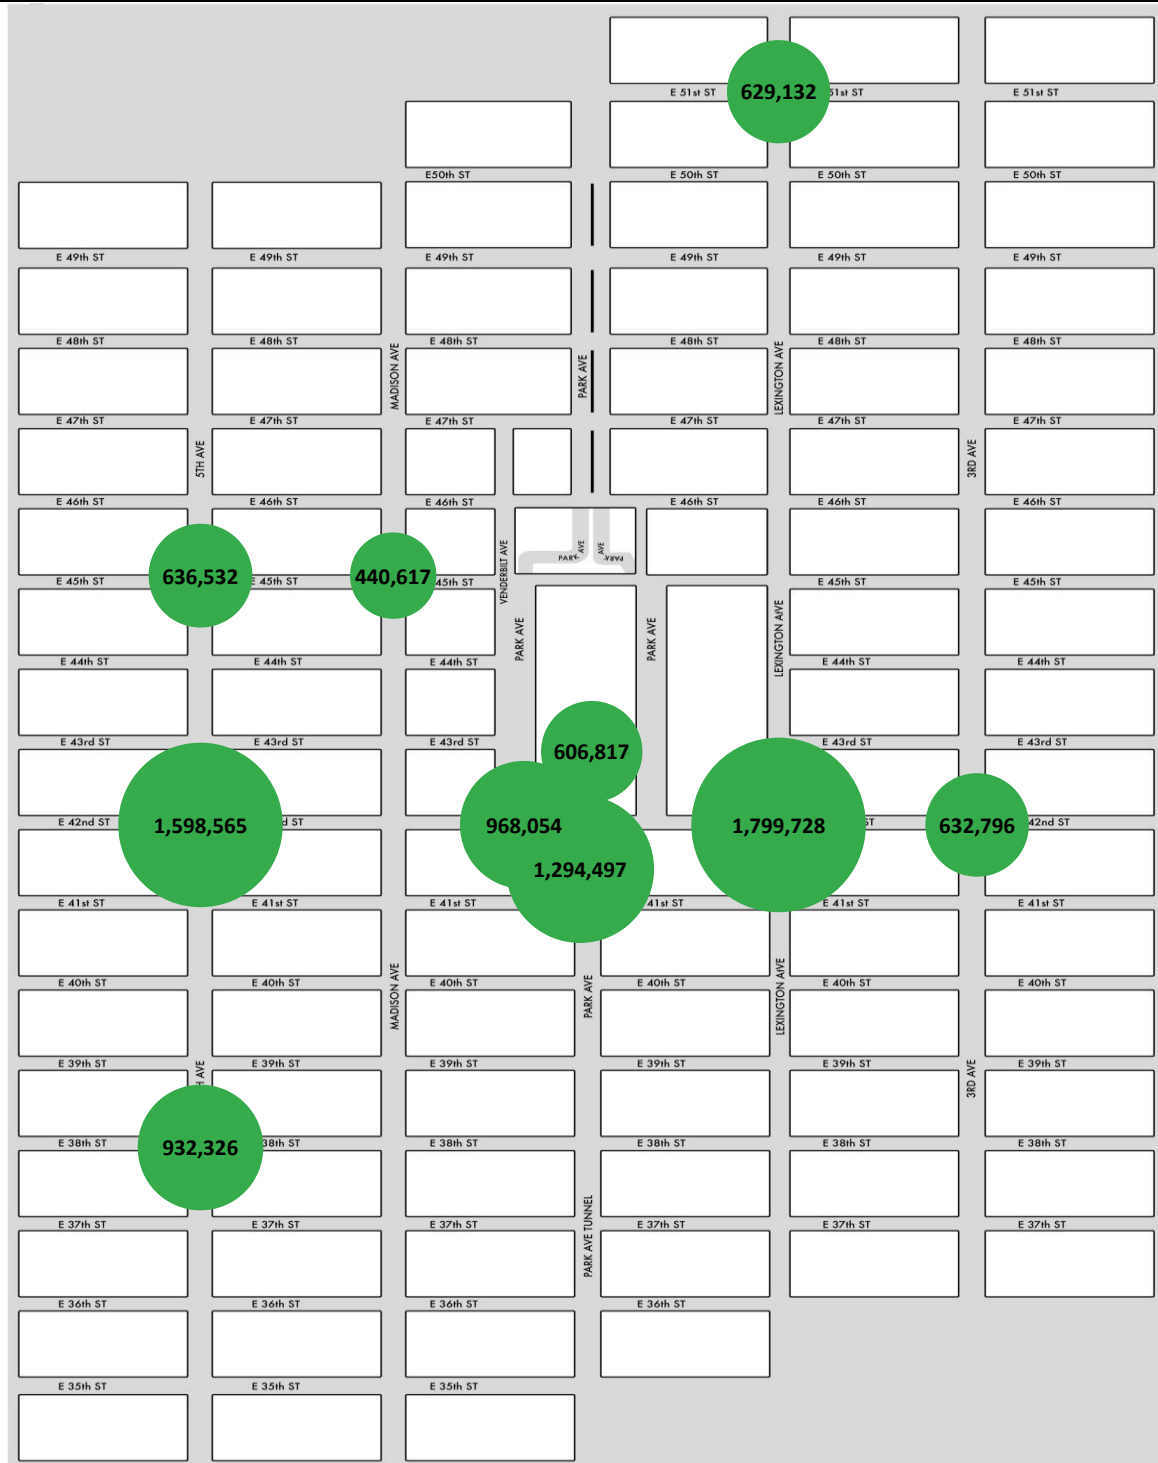 E 51st ST 629,132 51st ST E 51st ST
E50th ST E 50th ST E 50th ST E 50th ST
E 49th ST E 49th ST E 49th ST E 49th ST E 49th ST E 49th ST
E 48th ST E 48th ST E 48th ST E 48th ST E 48th ST E 48th ST
MADISON AVE PARK AVE LEXINGTON AVE
E 47th ST E 47th ST E 47th ST E 47th ST E 47th ST E 47th ST
5TH AVE 3RD AVE
E 46th ST E 46th ST E 46th ST E 46th ST E 46th ST E 46th ST
VENDERBILT AVE PARK AVE AVE PARK
636,532 440,617
E 45th ST E 45th ST 45th ST E 45th ST E 45th ST
PARK AVE PARK AVE LEXINGTON AtVE
E 44th ST E 44th ST E 44th ST E 44th ST E 44th ST
E 43rd ST E 43rd ST E 43rd ST E 43rd ST E 43rd ST
606,817
E 42nd ST 1,598,565 d ST 968,054 1,799,728 ST 632,796 42nd ST
1,294,497
E 41st ST E 41st ST E 41st ST 41st ST E 41st ST E 41st ST
E 40th ST E 40th ST E 40th ST E 40th ST E 40th ST E 40th ST
MADISON AVE PARK AVE LEXINGTON AtVE
E 39th ST E 39th ST E 39th ST E 39th ST E 39th ST E 39th ST
H AVE 3RD AVE
E 38th ST 932,326 38th ST E 38th ST E 38th ST E 38th ST E 38th ST
E 37th ST E 37th ST E 37th ST E 37th ST E 37th ST E 37th ST
PARK AVE TUNNEL
E 36th ST E 36th ST E 36th ST E 36th ST
E 35th ST E 35th ST E 35th ST